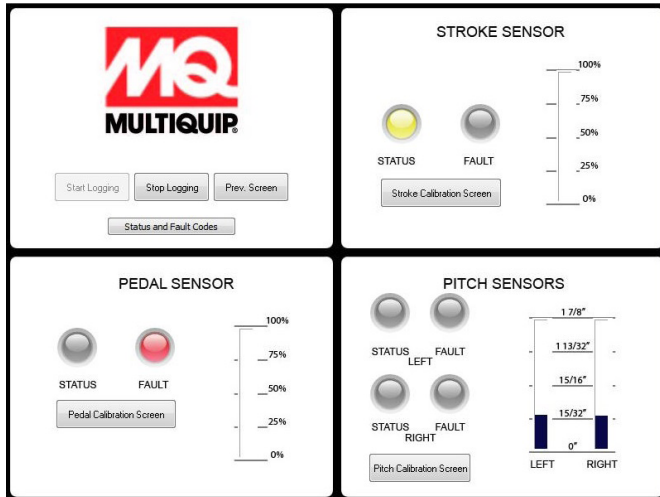 MQ
MULTIQUIP®
Start Logging
Stop Logging
Prev. Screen
Status and Fault Codes
STROKE SENSOR
STATUS
FAULT
Stroke Calibration Screen
100%
75%
50%
25%
0%
PEDAL SENSOR
STATUS
FAULT
Pedal Calibration Screen
100%
75%
50%
25%
0%
PITCH SENSORS
STATUS
FAULT
LEFT
STATUS
FAULT
RIGHT
Pitch Calibration Screen
1 7/8"
1 13/32"
15/16"
15/32"
0"
LEFT
RIGHT